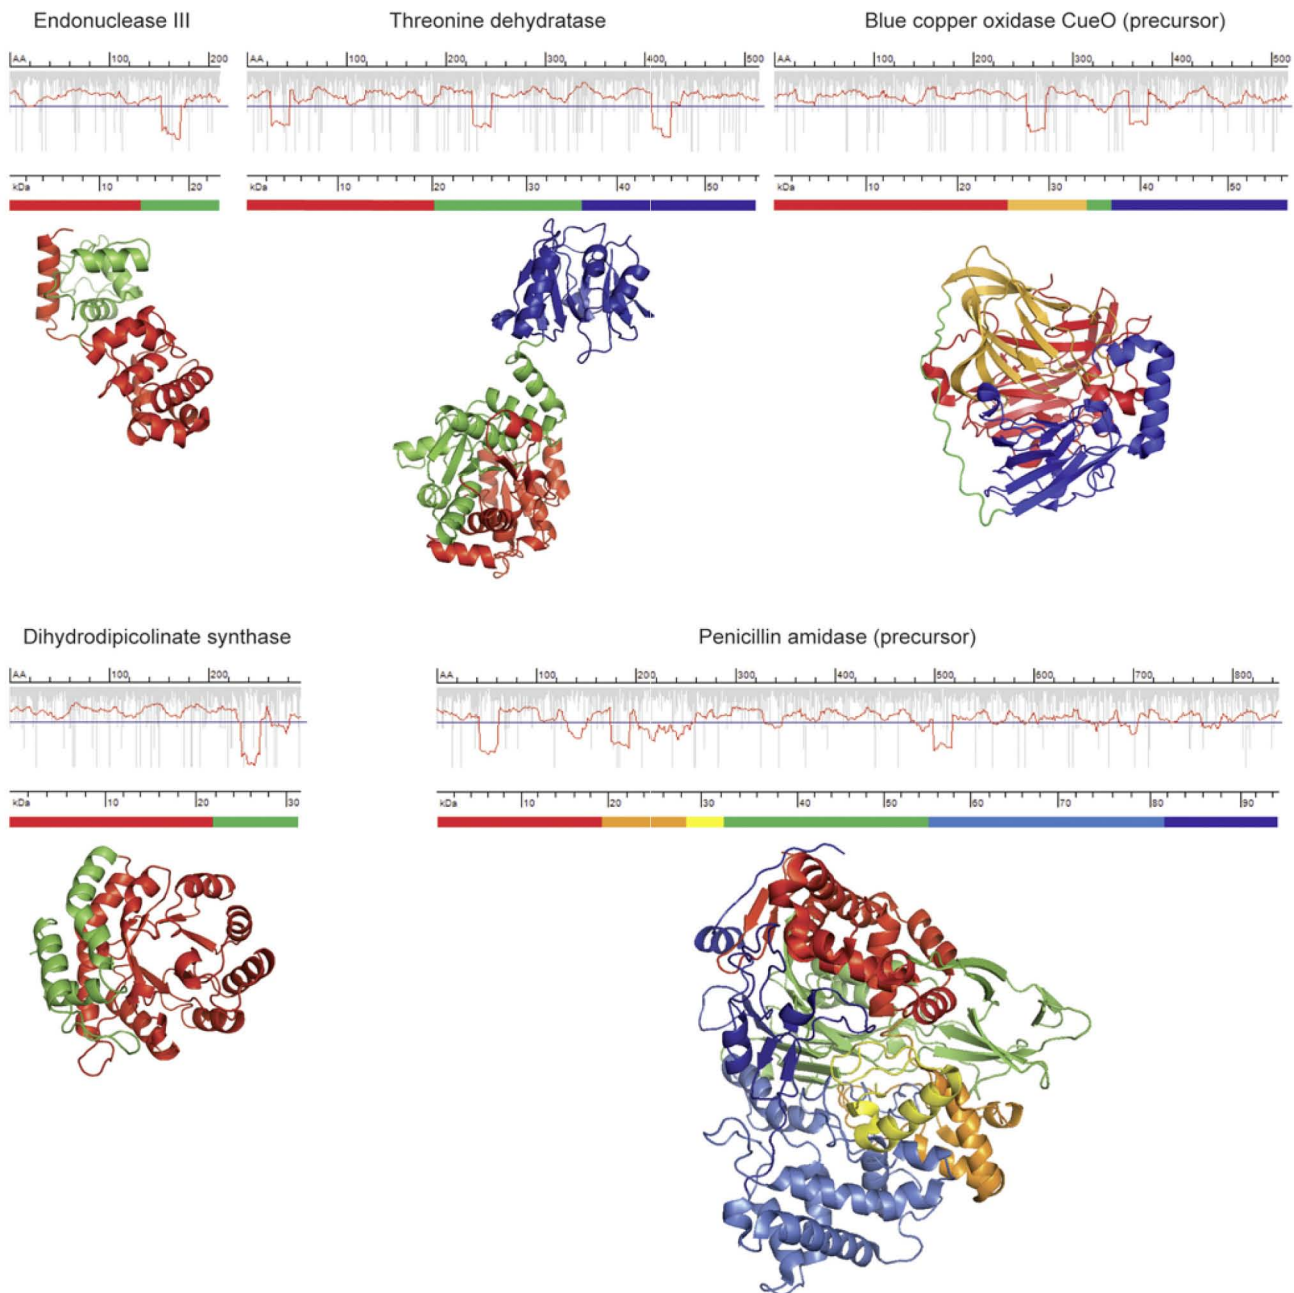 Endonuclease III
Threonine dehydratase
Blue copper oxidase CueO (precursor)
AA 100 200
AA 100 200 300 400 500
AA 100 200 300 400 500
kDa 10 20
kDa 10 20 30 40 50
kDa 10 20 30 40 50
Dihydrodipicolinate synthase
Penicillin amidase (precursor)
AA 100 200
AA 100 200 300 400 500 600 700 800
kDa 10 20 30
kDa 10 20 30 40 50 60 70 80 90